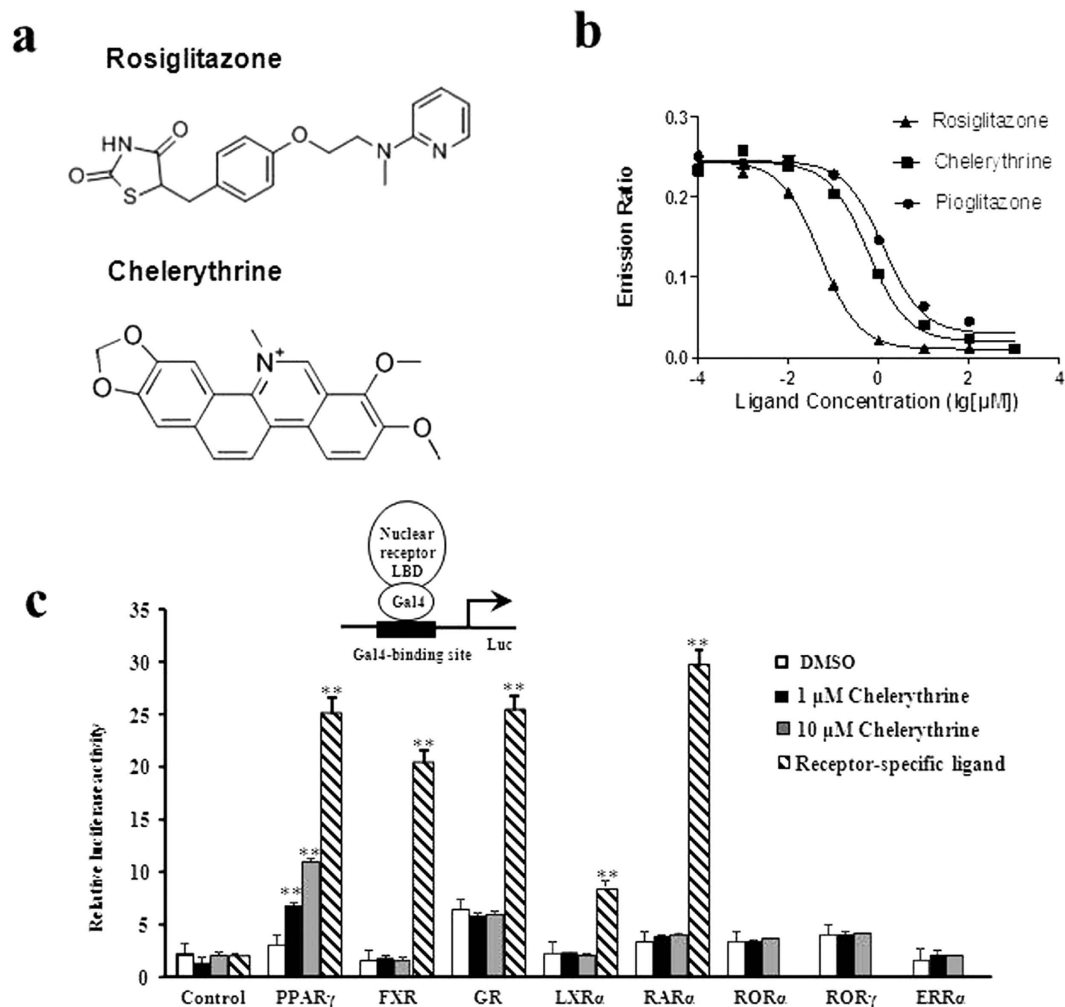 a
Rosiglitazone
HN
O
O
S
O
N
N
Chelerythrine
O
O
N+
O
O
b
0.3
0.2
0.1
0.0
Emission Ratio
-4
-2
0
2
4
Ligand Concentration (lg[µM])
Rosiglitazone
Chelerythrine
Pioglitazone
c
Nuclear
receptor
LBD
Gal4
Gal4-binding site
Luc
35
30
25
20
15
10
5
0
Relative luciferase activity
**
**
**
**
**
**
**
DMSO
1 µM Chelerythrine
10 µM Chelerythrine
Receptor-specific ligand
Control
PPARγ
FXR
GR
LXRα
RARα
RORα
RORγ
ERRα